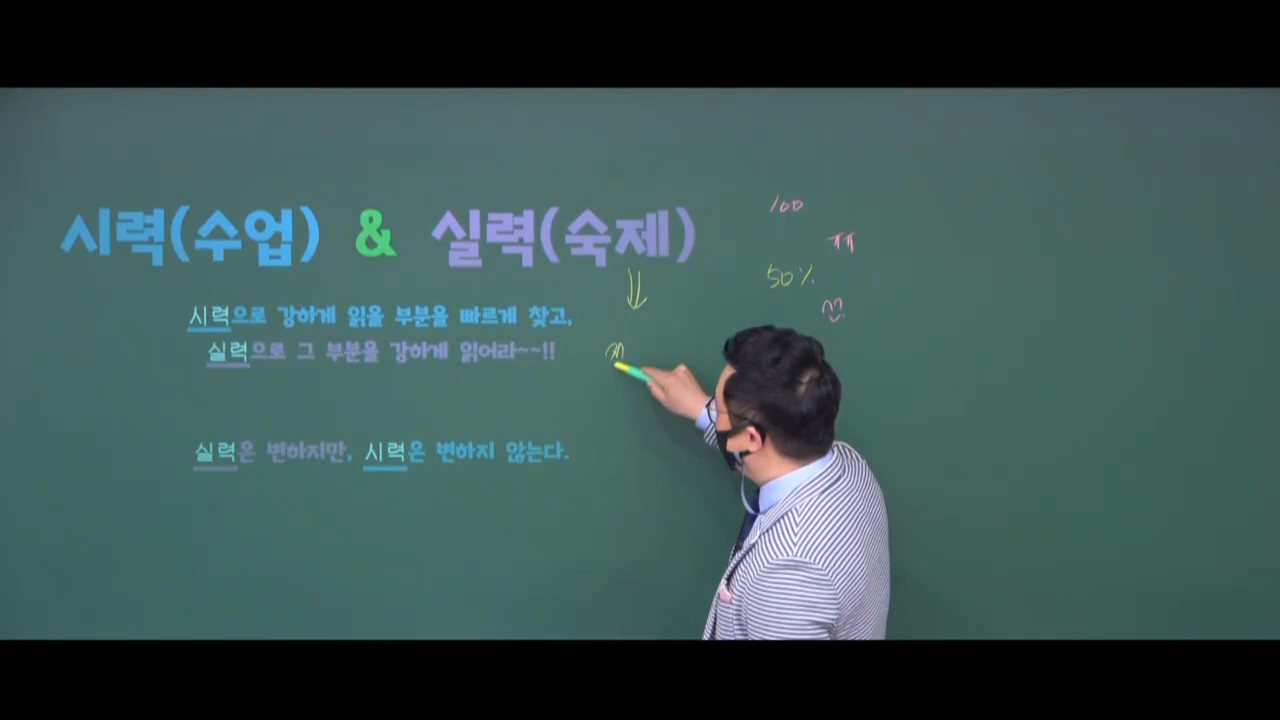 시력(수업) & 실력(숙제)
100
ㅠㅠ
50%
시력으로 강하게 읽을 부분을 빠르게 찾고,
실력으로 그 부분을 강하게 읽어라~~!!
실력은 변하지만, 시력은 변하지 않는다.